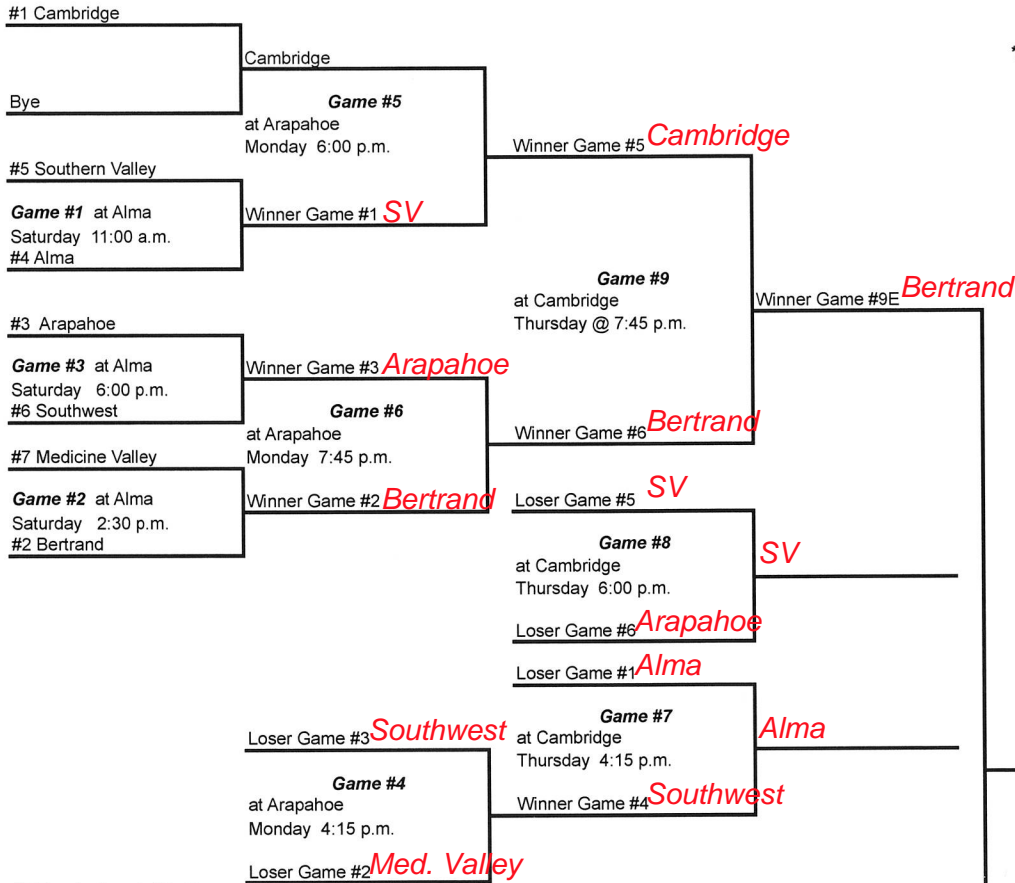 #1 Cambridge
Cambridge
*
Bye
Game #5
at Arapahoe
Monday 6:00 p.m.
Winner Game #5 Cambridge
#5 Southern Valley
Game #1 at Alma
Saturday 11:00 a.m.
#4 Alma
Winner Game #1 SV
Game #9
at Cambridge
Thursday @ 7:45 p.m.
Winner Game #9E Bertrand
#3 Arapahoe
Game #3 at Alma
Saturday 6:00 p.m.
#6 Southwest
Winner Game #3 Arapahoe
Game #6
at Arapahoe
Monday 7:45 p.m.
Winner Game #6 Bertrand
#7 Medicine Valley
Game #2 at Alma
Saturday 2:30 p.m.
#2 Bertrand
Winner Game #2 Bertrand
Loser Game #5 SV
Game #8
at Cambridge
Thursday 6:00 p.m.
SV
Loser Game #6 Arapahoe
Loser Game #1 Alma
Game #7
at Cambridge
Thursday 4:15 p.m.
Alma
Loser Game #3 Southwest
Game #4
at Arapahoe
Monday 4:15 p.m.
Winner Game #4 Southwest
Loser Game #2 Med. Valley